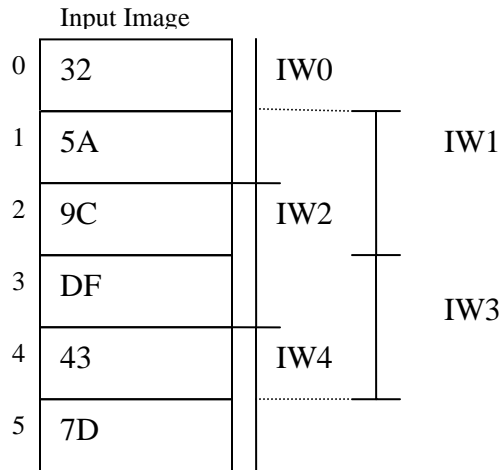 Input Image
0 32 IW0
1 5A IW1
2 9C IW2
3 DF IW3
4 43 IW4
5 7D